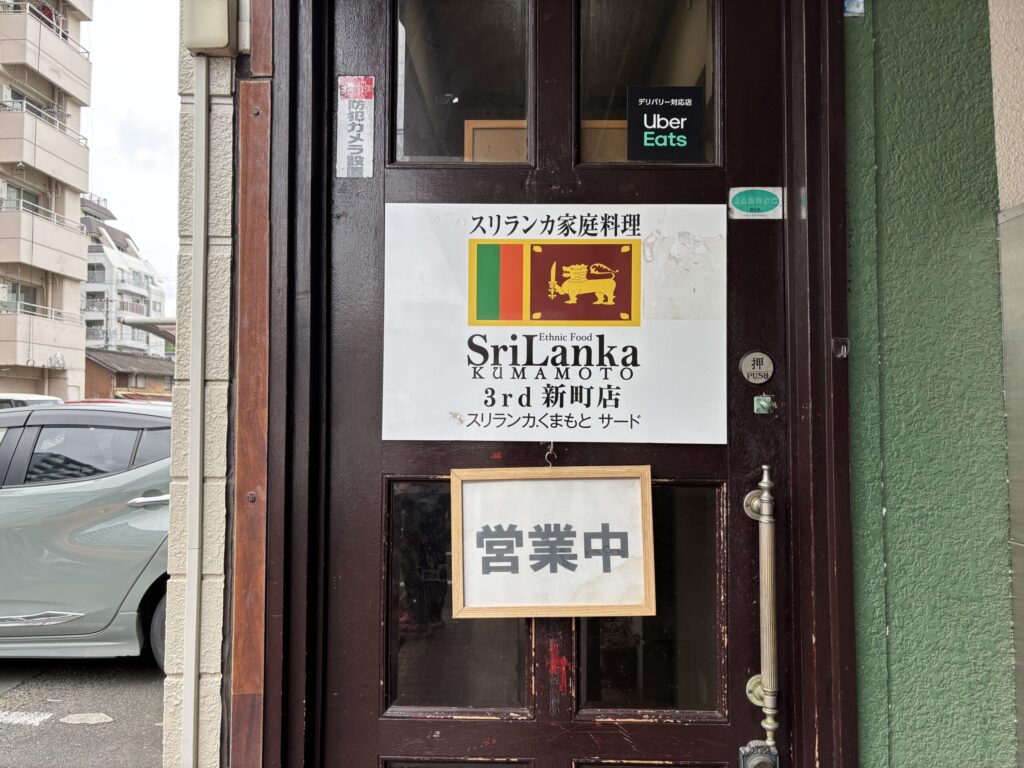 防犯カメラ設置
デリバリー対応店
Uber
Eats
スリランカ家庭料理
Ethnic Food
SriLanka
KUMAMOTO
3rd 新町店
スリランカ.くまもと サード
押
PUSH
営業中